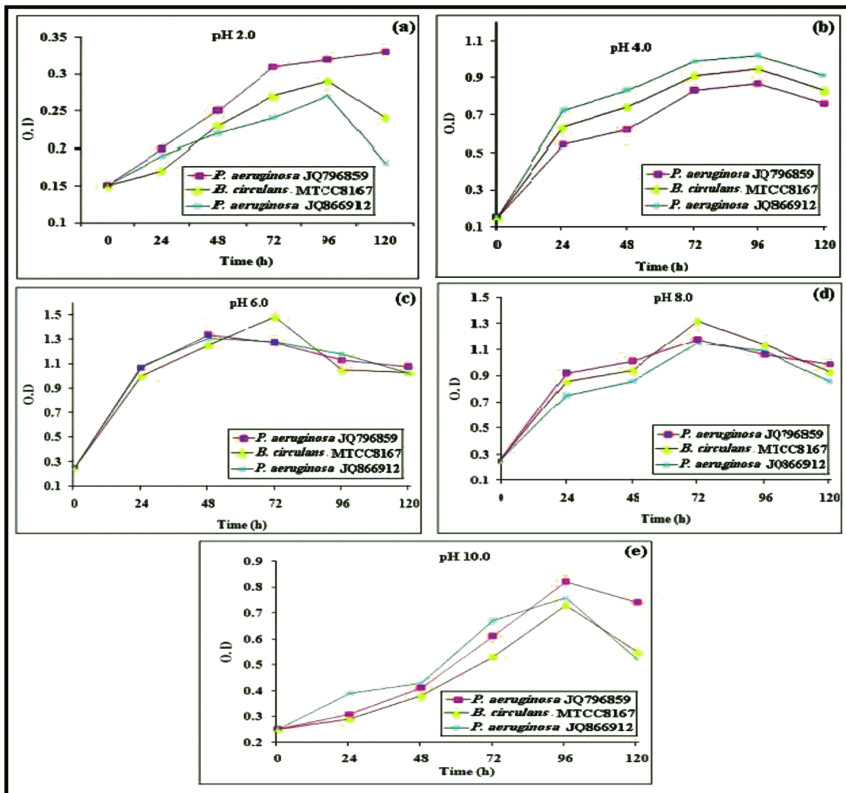 (a)
pH 2.0
0.35
0.3
0.25
0.2
0.15
0.1
O.D
P. aeruginosa JQ796859
B. circulans. MTCC8167
P. aeruginosa JQ866912
0 24 48 72 96 120
Time (h)
(b)
pH 4.0
1.1
0.9
0.7
0.5
0.3
0.1
O.D
P. aeruginosa JQ796859
B. circulans. MTCC8167
P. aeruginosa JQ866912
0 24 48 72 96 120
Time (h)
(c)
pH 6.0
1.5
1.3
1.1
0.9
0.7
0.5
0.3
0.1
O.D
P. aeruginosa JQ796859
B. circulans. MTCC8167
P. aeruginosa JQ866912
0 24 48 72 96 120
Time (h)
(d)
pH 8.0
1.5
1.3
1.1
0.9
0.7
0.5
0.3
0.1
O.D
P. aeruginosa JQ796859
B. circulans. MTCC8167
P. aeruginosa JQ866912
0 24 48 72 96 120
Time (h)
(e)
pH 10.0
0.9
0.8
0.7
0.6
0.5
0.4
0.3
0.2
O.D
P. aeruginosa JQ796859
B. circulans. MTCC8167
P. aeruginosa JQ866912
0 24 48 72 96 120
Time (h)